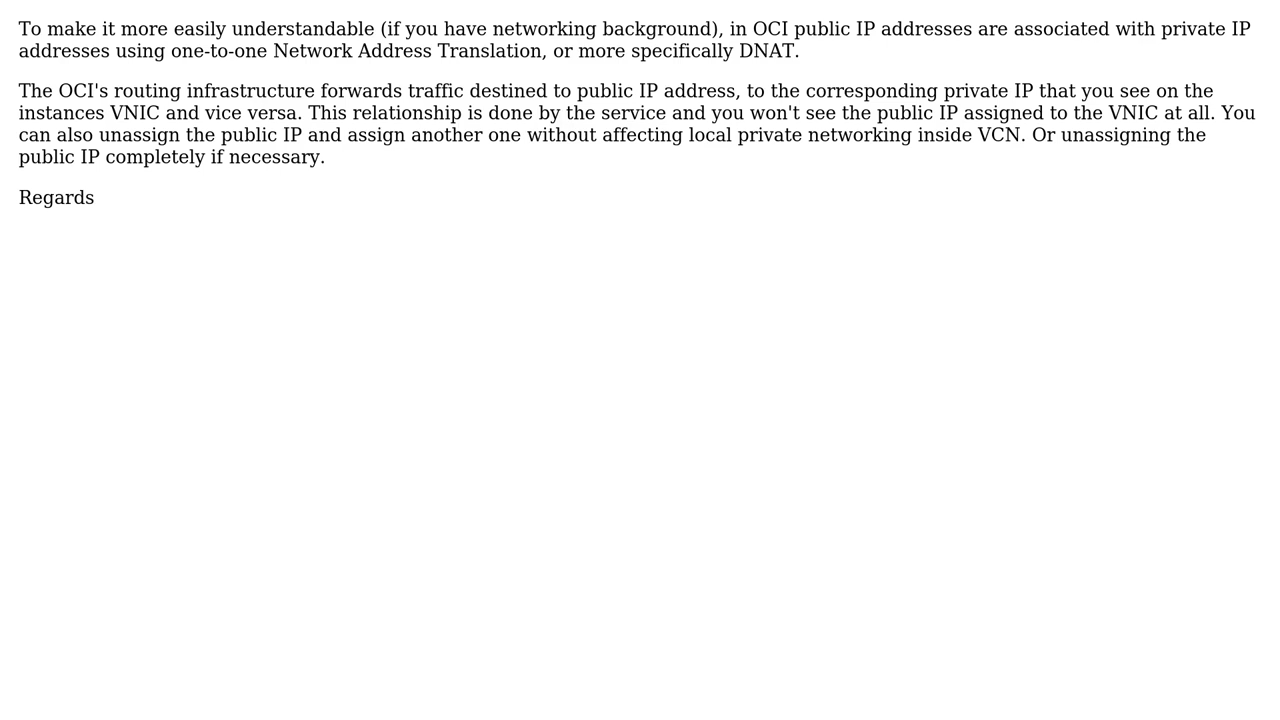 To make it more easily understandable (if you have networking background), in OCI public IP addresses are associated with private IP
addresses using one-to-one Network Address Translation, or more specifically DNAT.
The OCI's routing infrastructure forwards traffic destined to public IP address, to the corresponding private IP that you see on the
instances VNIC and vice versa. This relationship is done by the service and you won't see the public IP assigned to the VNIC at all. You
can also unassign the public IP and assign another one without affecting local private networking inside VCN. Or unassigning the
public IP completely if necessary.
Regards